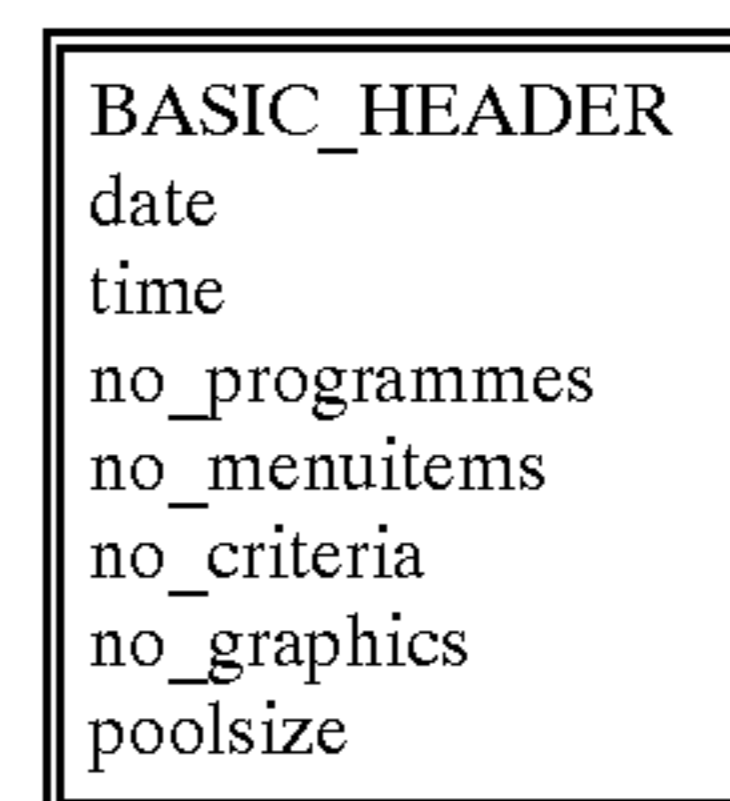 BASIC_HEADER
date
time
no_programmes
no_menuitems
no_criteria
no_graphics
poolsize